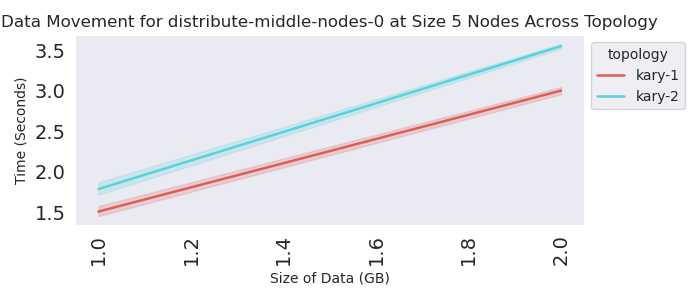 Data Movement for distribute-middle-nodes-0 at Size 5 Nodes Across Topology
topology
kary-1
kary-2
Time (Seconds)
3.5
3.0
2.5
2.0
1.5
1.0
1.2
1.4
1.6
1.8
2.0
Size of Data (GB)